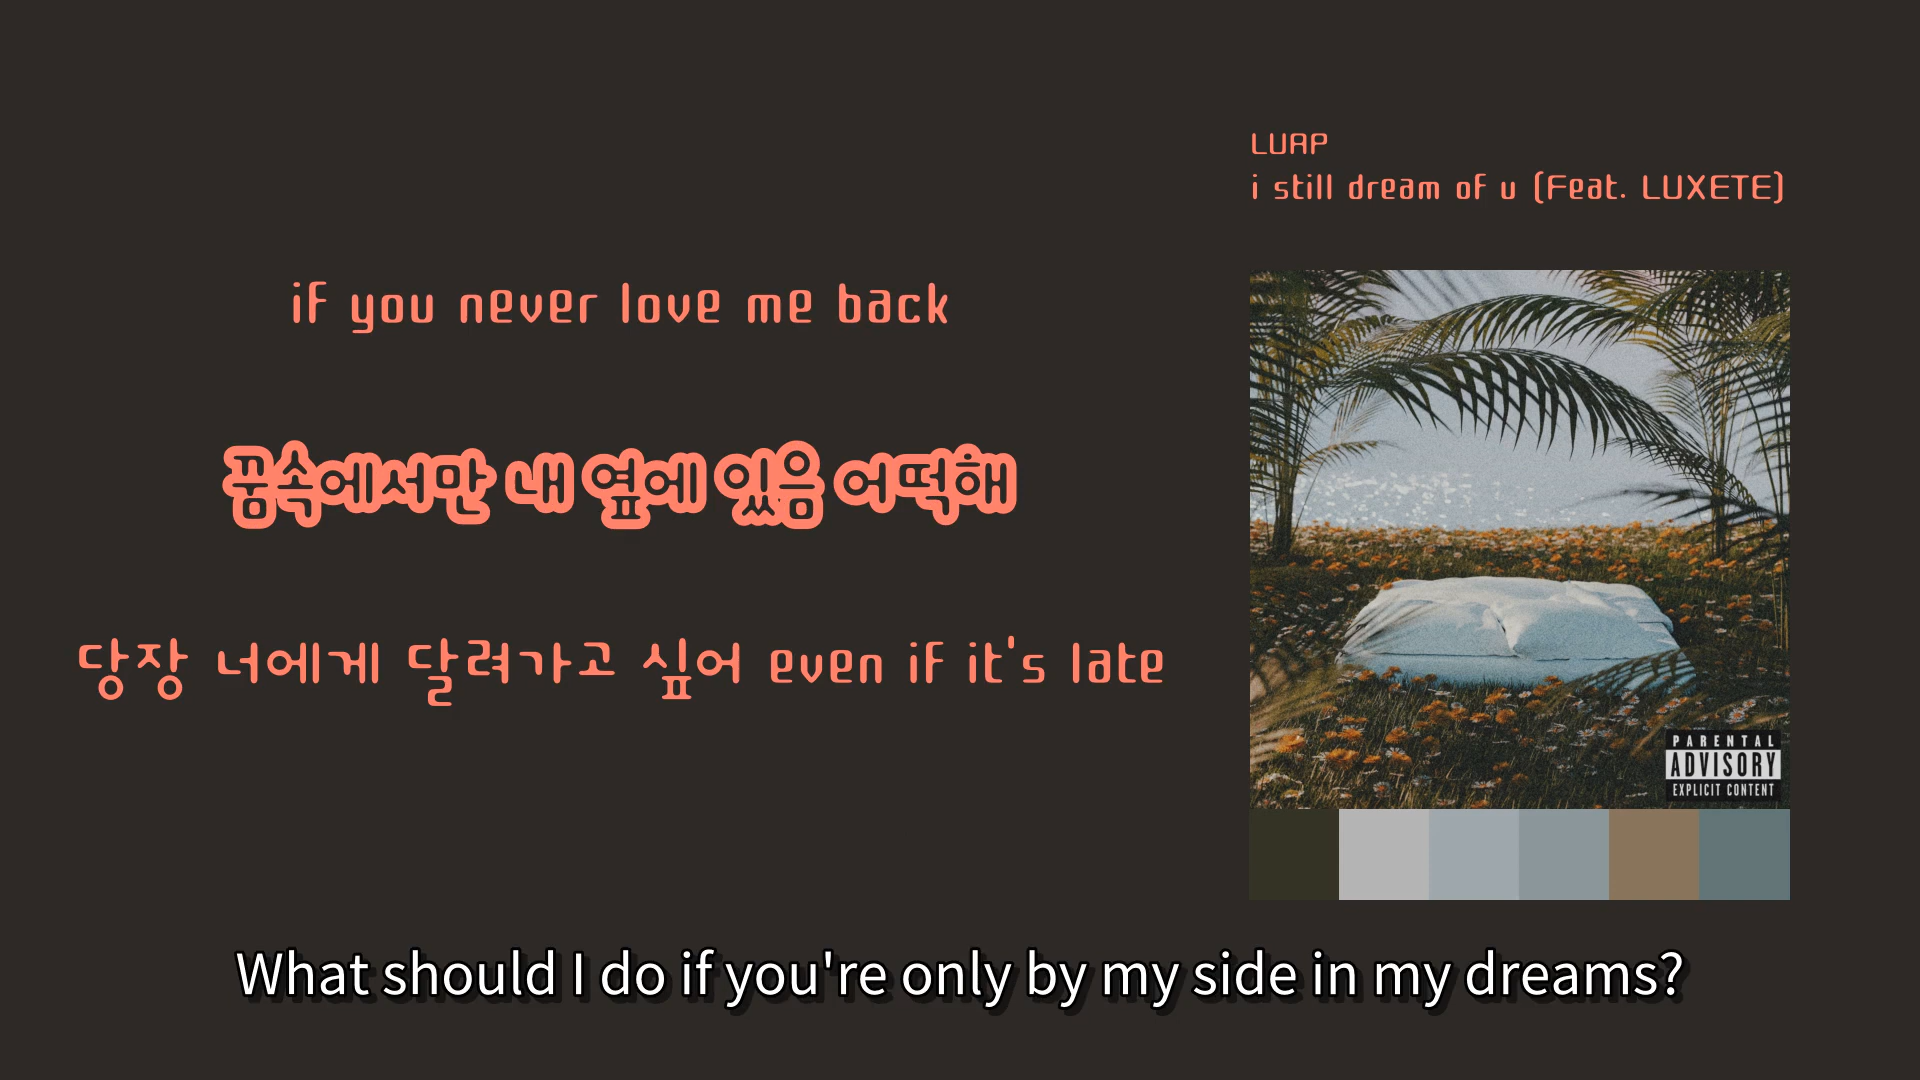 LUAP
i still dream of u (Feat. LUXETE)
if you never love me back
꿈속에서만 내 옆에 있음 어떡해
당장 너에게 달려가고 싶어 even if it's late
PARENTAL
ADVISORY
EXPLICIT CONTENT
What should I do if you're only by my side in my dreams?